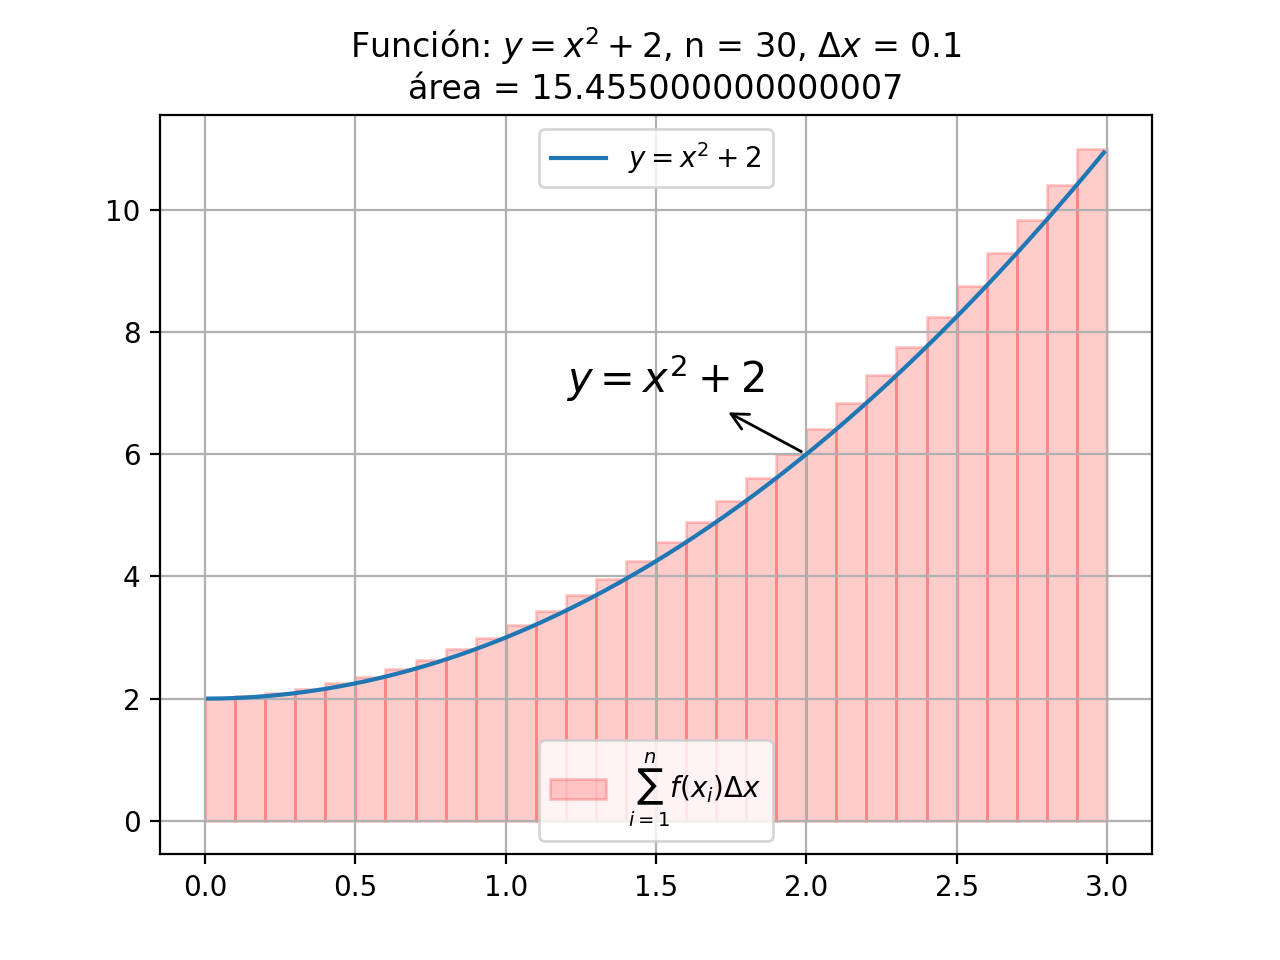 Función: y = x² + 2, n = 30, Δx = 0.1
área = 15.455000000000007
y = x² + 2
10
8
y = x² + 2
6
4
2
n
∑ f(xᵢ)Δx
i = 1
0
0.0 0.5 1.0 1.5 2.0 2.5 3.0